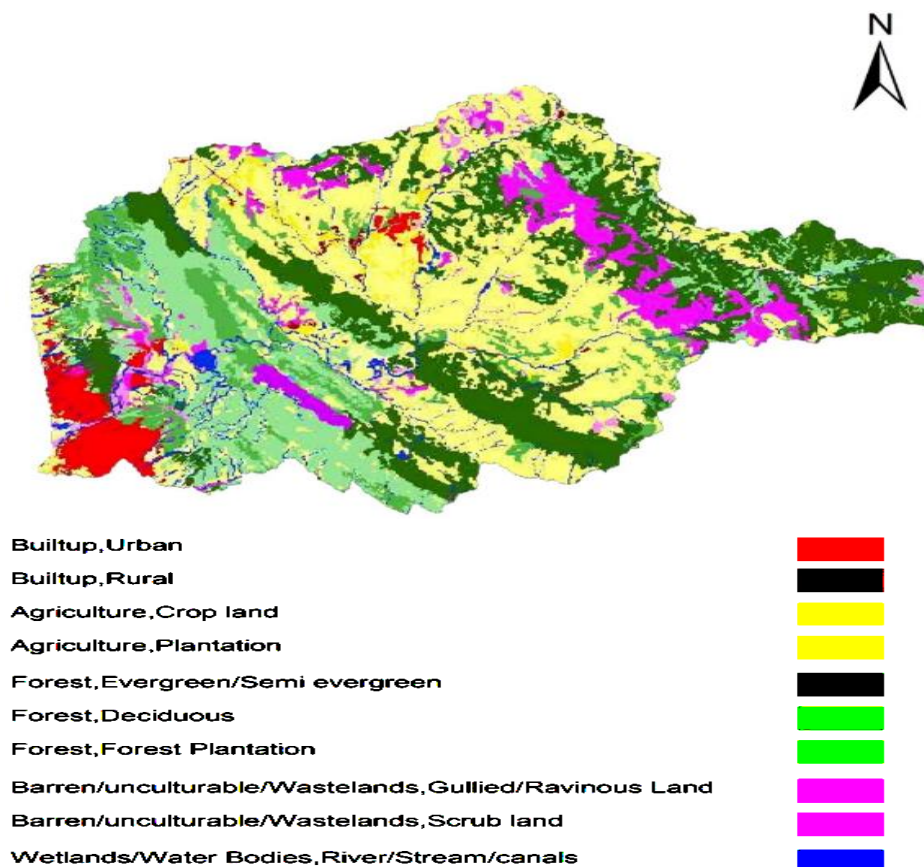 N
Builtup,Urban
Builtup,Rural
Agriculture,Crop land
Agriculture,Plantation
Forest,Evergreen/Semi evergreen
Forest,Deciduous
Forest,Forest Plantation
Barren/unculturable/Wastelands,Gullied/Ravinous Land
Barren/unculturable/Wastelands,Scrub land
Wetlands/Water Bodies,River/Stream/canals